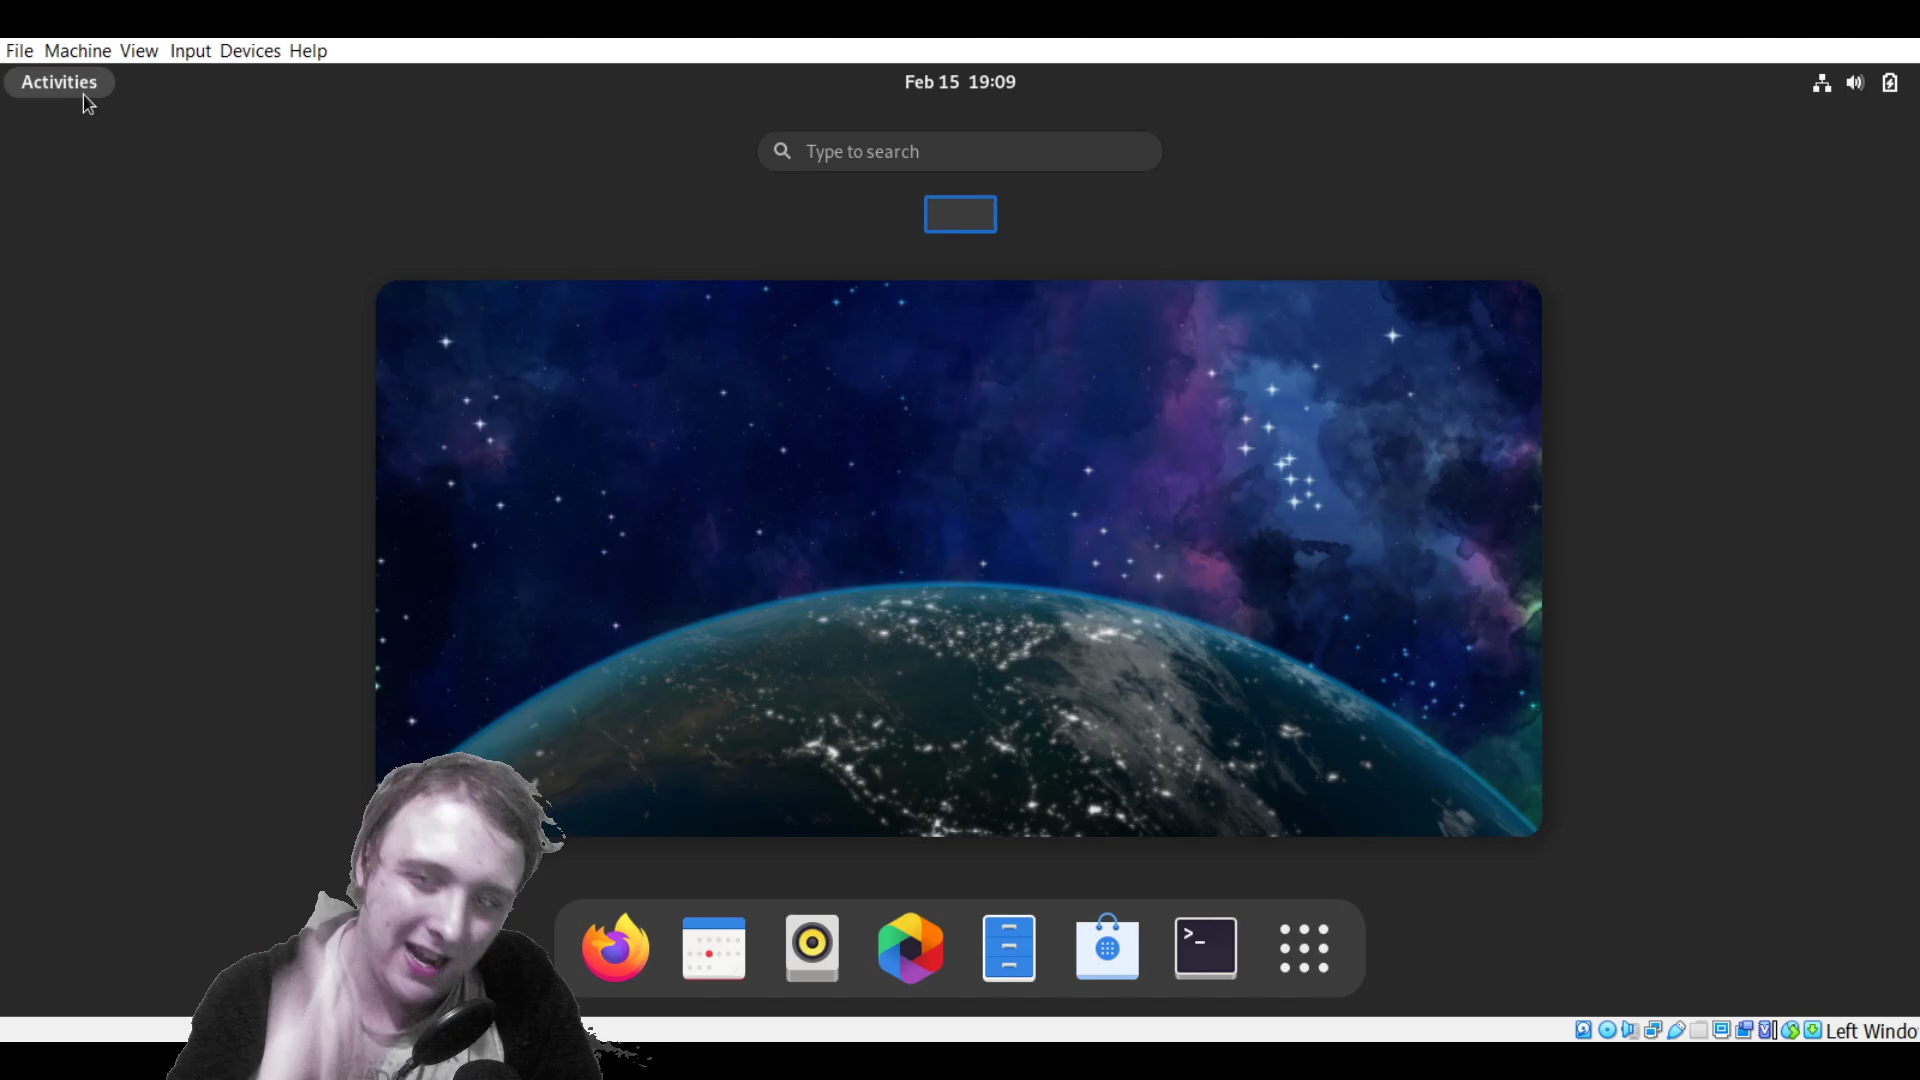 File Machine View Input Devices Help
Activities
Feb 15 19:09
Type to search
>_
Left Windo